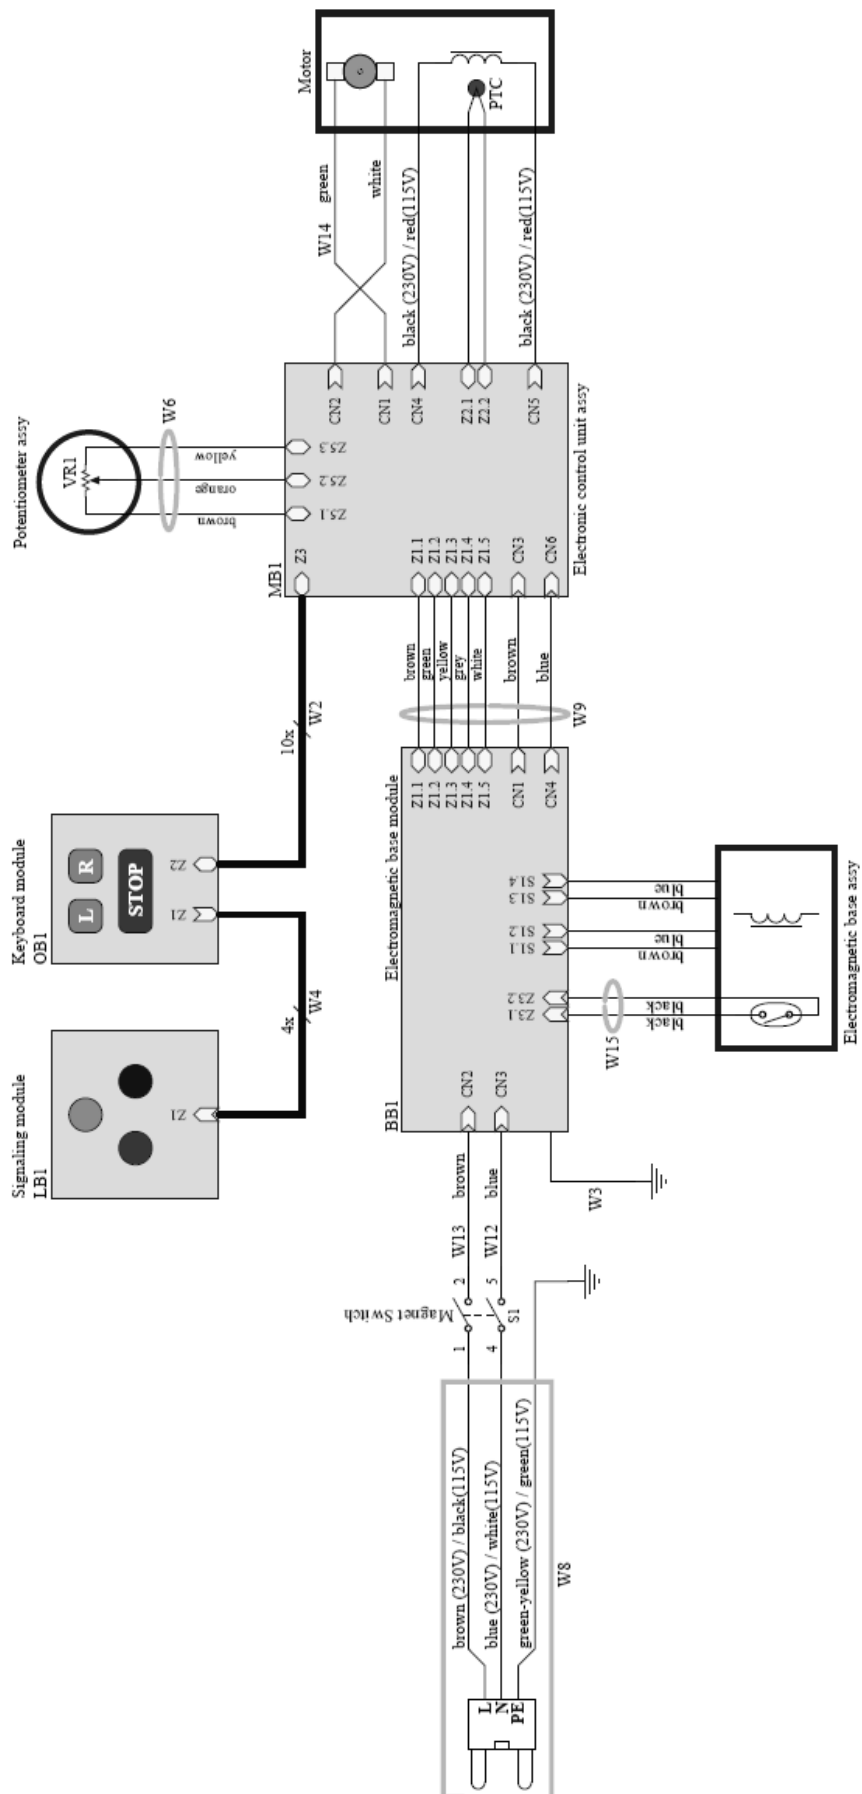 Signaling module
LB1
Z1
4x
W4
Keyboard module
OB1
L
R
STOP
Z1
Z2
10x
W2
Potentiometer assy
VR1
W6
brown
orange
yellow
Z5.1
Z5.2
Z5.3
MB1
Z3
Z1.1
Z1.2
Z1.3
Z1.4
Z1.5
CN3
CN6
CN2
CN1
CN4
Z2.1
Z2.2
CN5
Electronic control unit assy
Motor
PTC
W14
green
white
black (230V) / red(115V)
black (230V) / red(115V)
brown
green
yellow
grey
white
brown
blue
W9
Electromagnetic base module
BB1
Z1.1
Z1.2
Z1.3
Z1.4
Z1.5
CN1
CN4
CN2
CN3
Z3.1
Z3.2
S1.1
S1.2
S1.3
S1.4
black
black
brown
blue
brown
blue
W15
Electromagnetic base assy
W3
W13
brown
W12
blue
Magnet Switch
1
2
4
5
S1
brown (230V) / black(115V)
blue (230V) / white(115V)
green-yellow (230V) / green(115V)
L
N
PE
W8